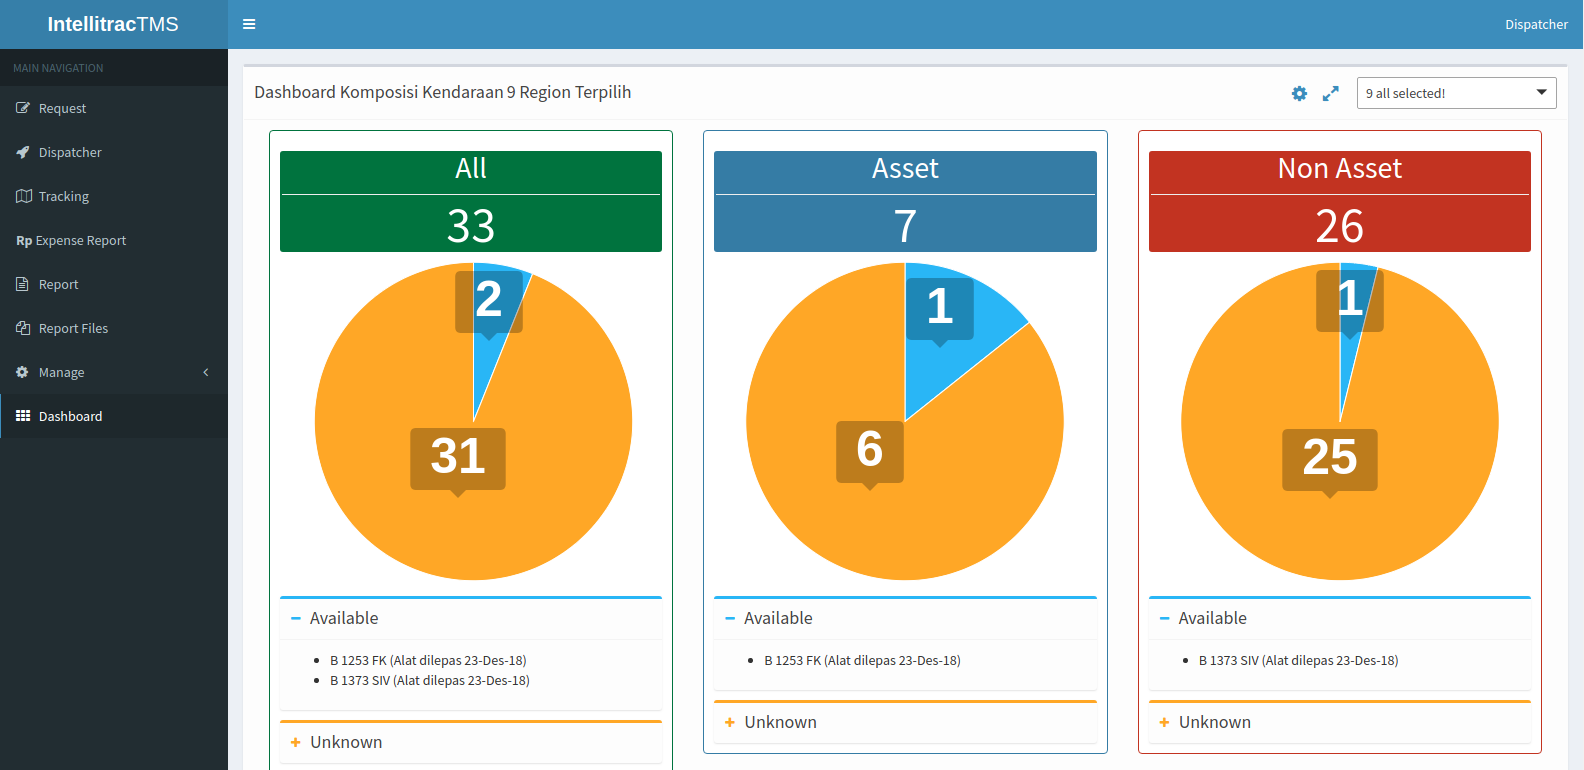 IntellitracTMS
Dispatcher
MAIN NAVIGATION
Request
Dispatcher
Tracking
Rp Expense Report
Report
Report Files
Manage
Dashboard
Dashboard Komposisi Kendaraan 9 Region Terpilih
9 all selected!
All
33
2
31
Available
B 1253 FK (Alat dilepas 23-Des-18)
B 1373 SIV (Alat dilepas 23-Des-18)
Unknown
Asset
7
1
6
Available
B 1253 FK (Alat dilepas 23-Des-18)
Unknown
Non Asset
26
1
25
Available
B 1373 SIV (Alat dilepas 23-Des-18)
Unknown